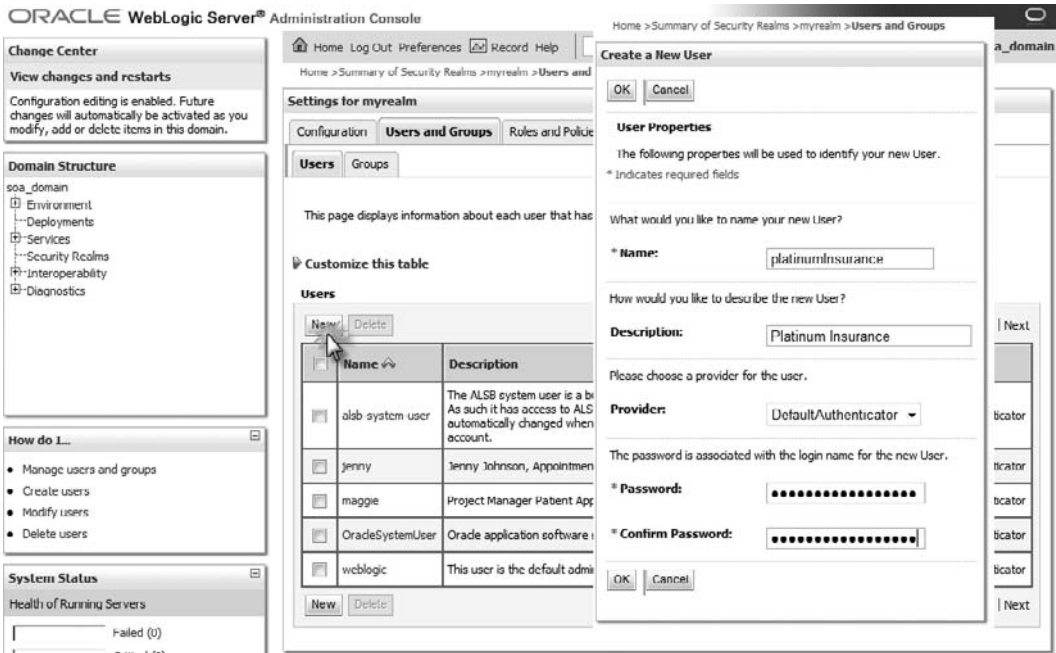 ORACLE WebLogic Server® Administration Console
Change Center
View changes and restarts
Configuration editing is enabled. Future
changes will automatically be activated as you
modify, add or delete items in this domain.
Domain Structure
soa_domain
Environment
Deployments
Services
Security Realms
Interoperability
Diagnostics
How do I...
Manage users and groups
Create users
Modify users
Delete users
System Status
Health of Running Servers
Failed (0)
Home Log Out Preferences Record Help
Home >Summary of Security Realms >myrealm >Users and
Settings for myrealm
Configuration Users and Groups Roles and Policie
Users Groups
This page displays information about each user that has
Customize this table
Users
New Delete
Name Description
alsb-system-user
The ALSB system user is a bu
As such it has access to ALS
automatically changed when
account.
jenny Jenny Johnson, Appointmen
maggie Project Manager Patient App
OracleSystemUser Oracle application software
weblogic This user is the default admi
New Delete
Home >Summary of Security Realms >myrealm >Users and Groups
Create a New User
OK Cancel
User Properties
The following properties will be used to identify your new User.
* Indicates required fields
What would you like to name your new User?
* Name: platinumInsurance
How would you like to describe the new User?
Description: Platinum Insurance
Please choose a provider for the user.
Provider: DefaultAuthenticator
The password is associated with the login name for the new User.
* Password:
* Confirm Password:
OK Cancel
a_domain
Next
ticator
ticator
ticator
ticator
ticator
Next